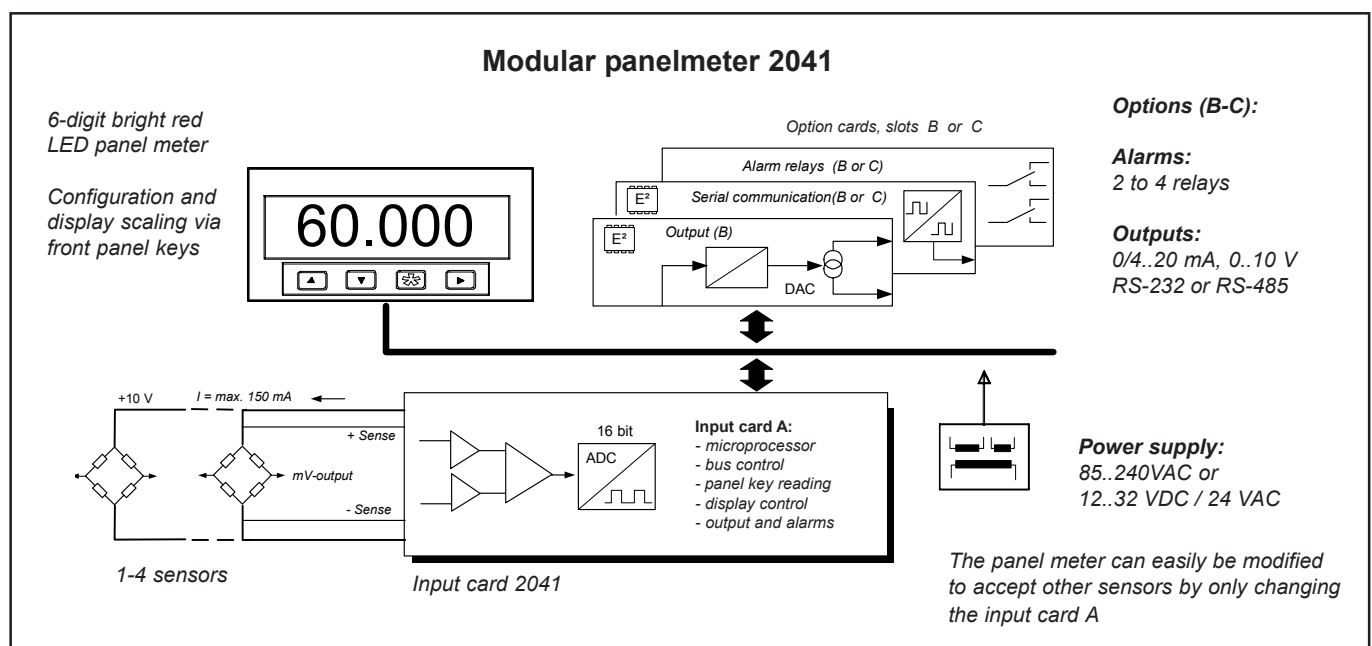 Modular panelmeter 2041
6-digit bright red
LED panel meter
Configuration and
display scaling via
front panel keys
60.000
Option cards, slots B or C
Alarm relays (B or C)
E²
Serial communication(B or C)
E²
Output (B)
DAC
Options (B-C):
Alarms:
2 to 4 relays
Outputs:
0/4..20 mA, 0..10 V
RS-232 or RS-485
+10 V
I = max. 150 mA
+ Sense
mV-output
- Sense
1-4 sensors
16 bit
ADC
Input card A:
- microprocessor
- bus control
- panel key reading
- display control
- output and alarms
Input card 2041
Power supply:
85..240VAC or
12..32 VDC / 24 VAC
The panel meter can easily be modified
to accept other sensors by only changing
the input card A